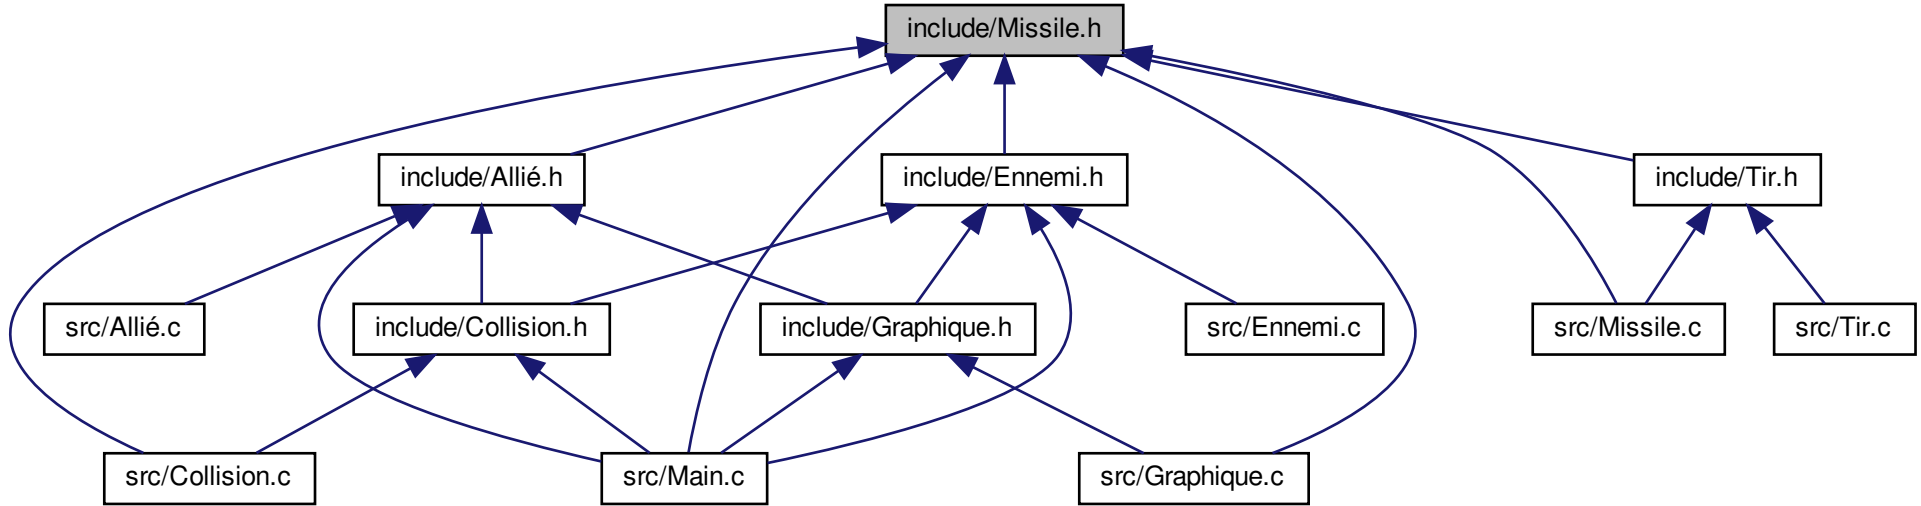 include/Missile.h
include/Allié.h
include/Ennemi.h
include/Tir.h
src/Allié.c
include/Collision.h
include/Graphique.h
src/Ennemi.c
src/Missile.c
src/Tir.c
src/Collision.c
src/Main.c
src/Graphique.c